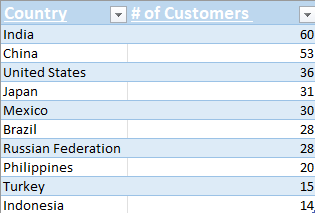 Country # of Customers
India 60
China 53
United States 36
Japan 31
Mexico 30
Brazil 28
Russian Federation 28
Philippines 20
Turkey 15
Indonesia 14